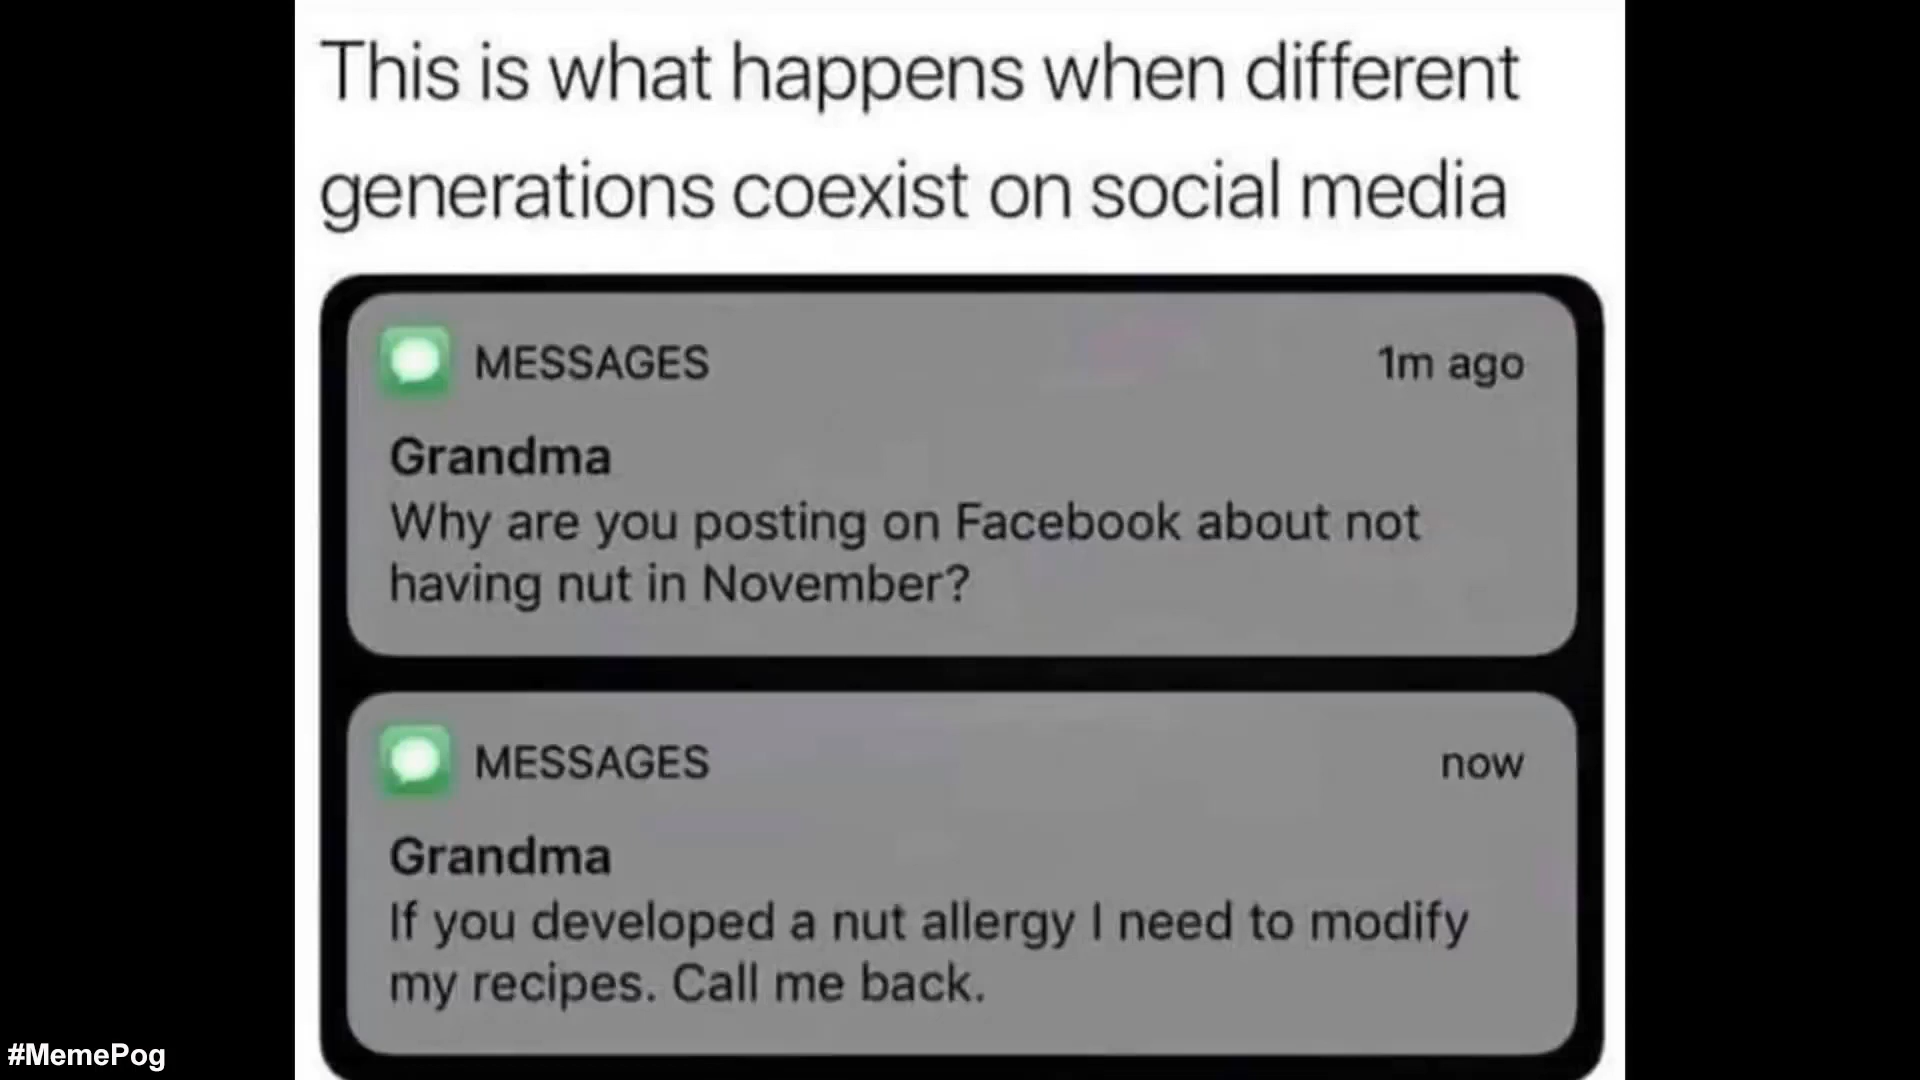 This is what happens when different
generations coexist on social media
MESSAGES 1m ago
Grandma
Why are you posting on Facebook about not
having nut in November?
MESSAGES now
Grandma
If you developed a nut allergy I need to modify
my recipes. Call me back.
#MemePog